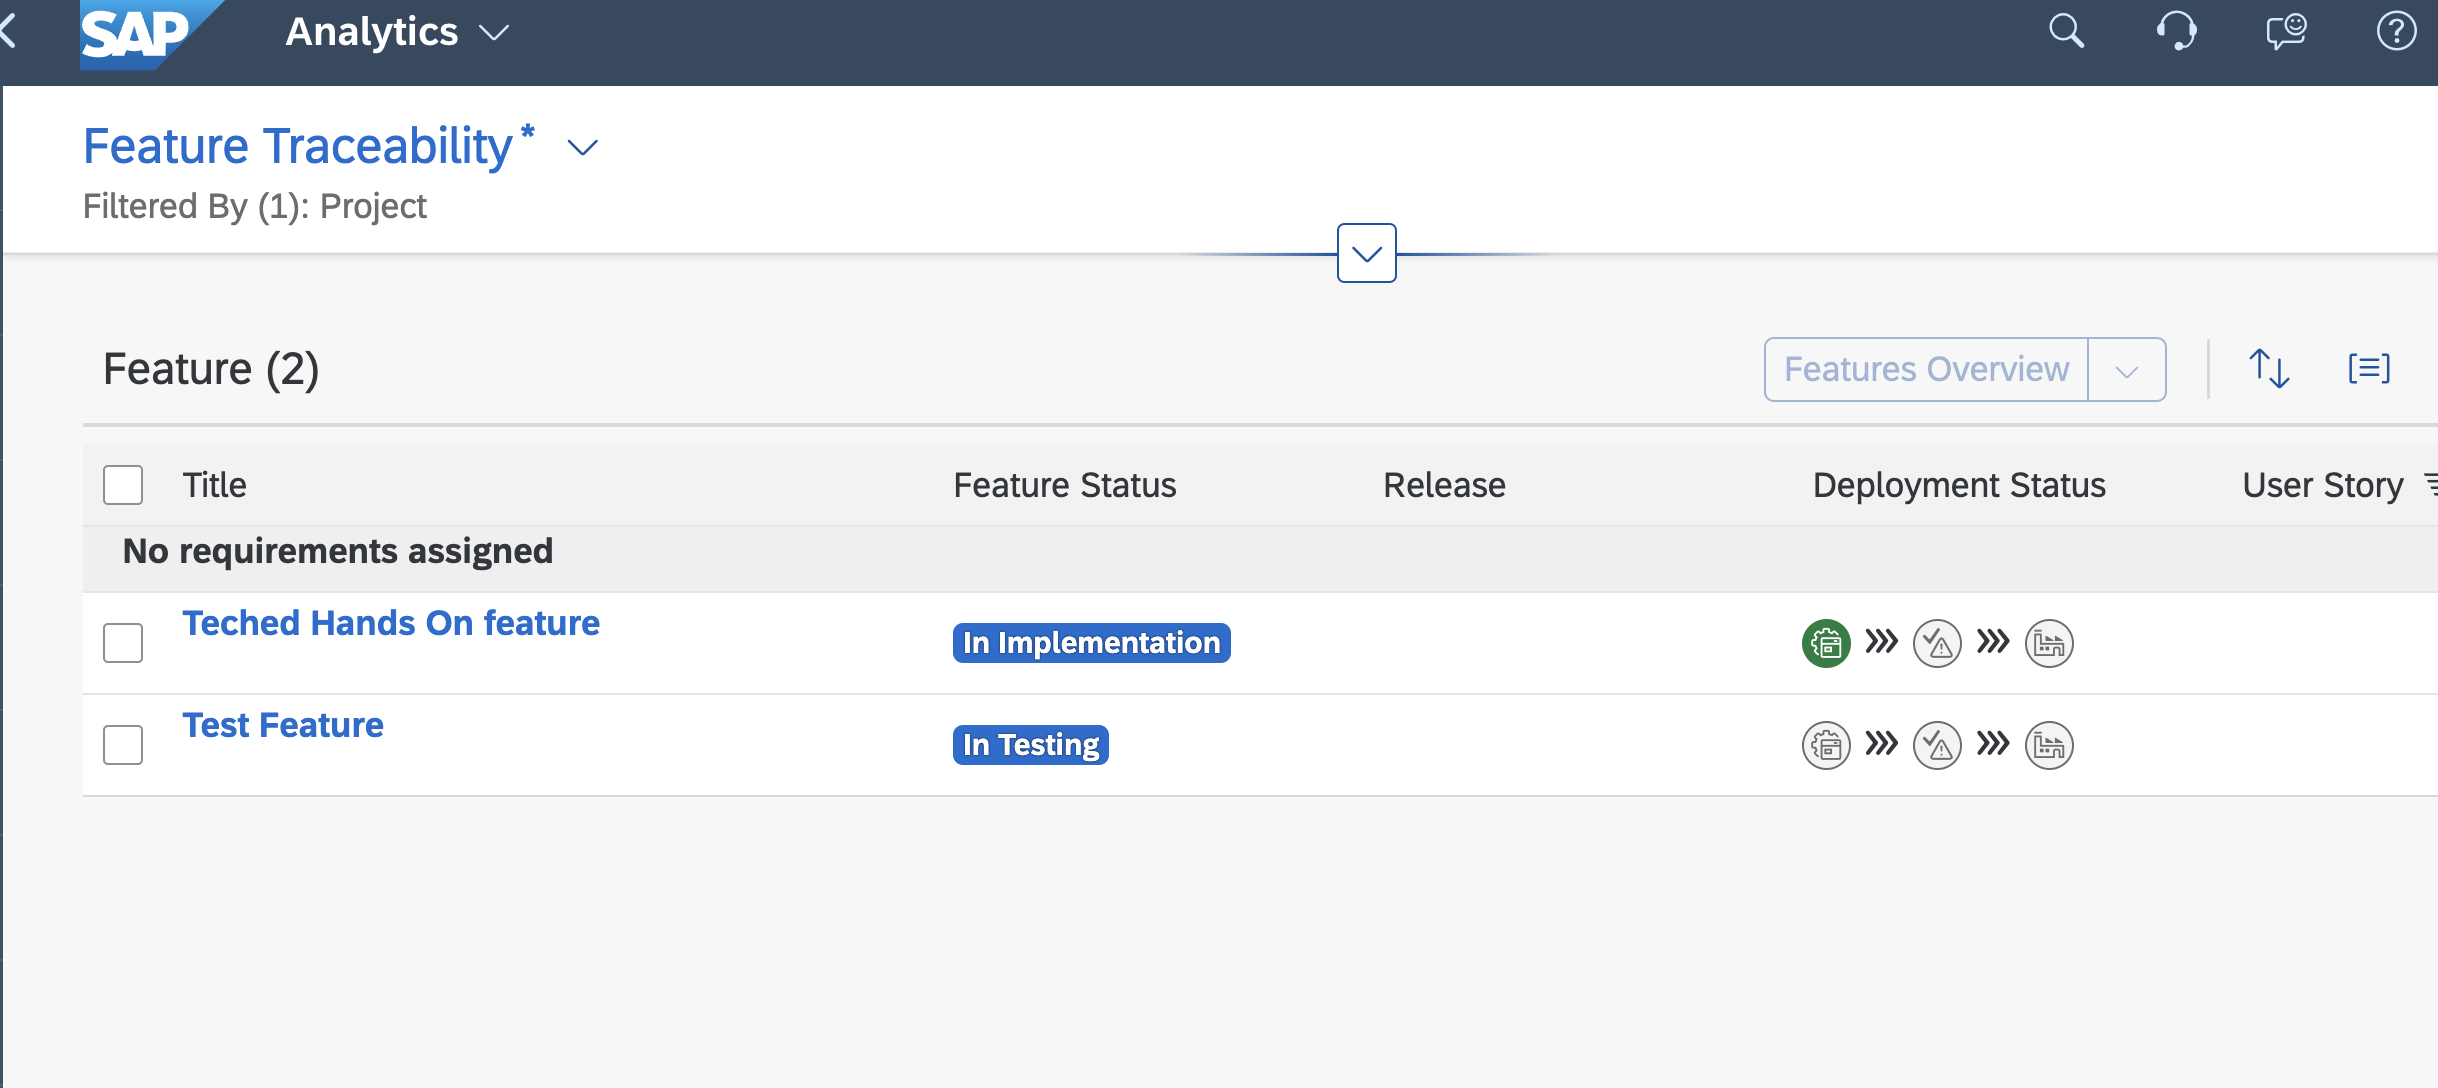 SAP Analytics
Feature Traceability *
Filtered By (1): Project
Feature (2)
Features Overview
Title Feature Status Release Deployment Status User Story
No requirements assigned
Teched Hands On feature In Implementation
Test Feature In Testing